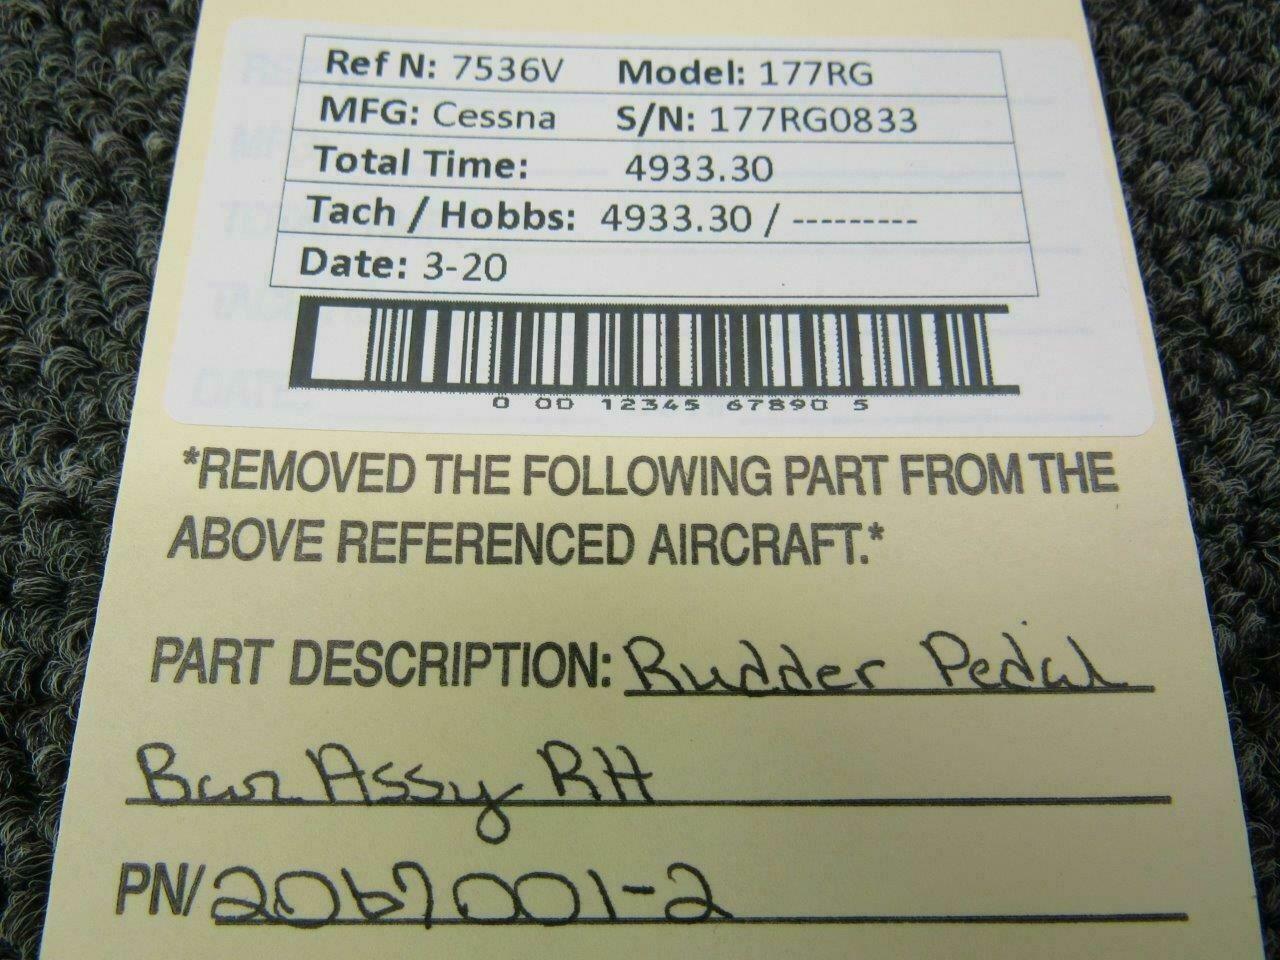 Ref N: 7536V Model: 177RG
MFG: Cessna S/N: 177RG0833
Total Time: 4933.30
Tach / Hobbs: 4933.30 / ----------
Date: 3-20
0 00 12345 67890 5
*REMOVED THE FOLLOWING PART FROM THE
ABOVE REFERENCED AIRCRAFT.*
PART DESCRIPTION: Rudder Pedal
Bar Assy RH
PN/ 2067001-2